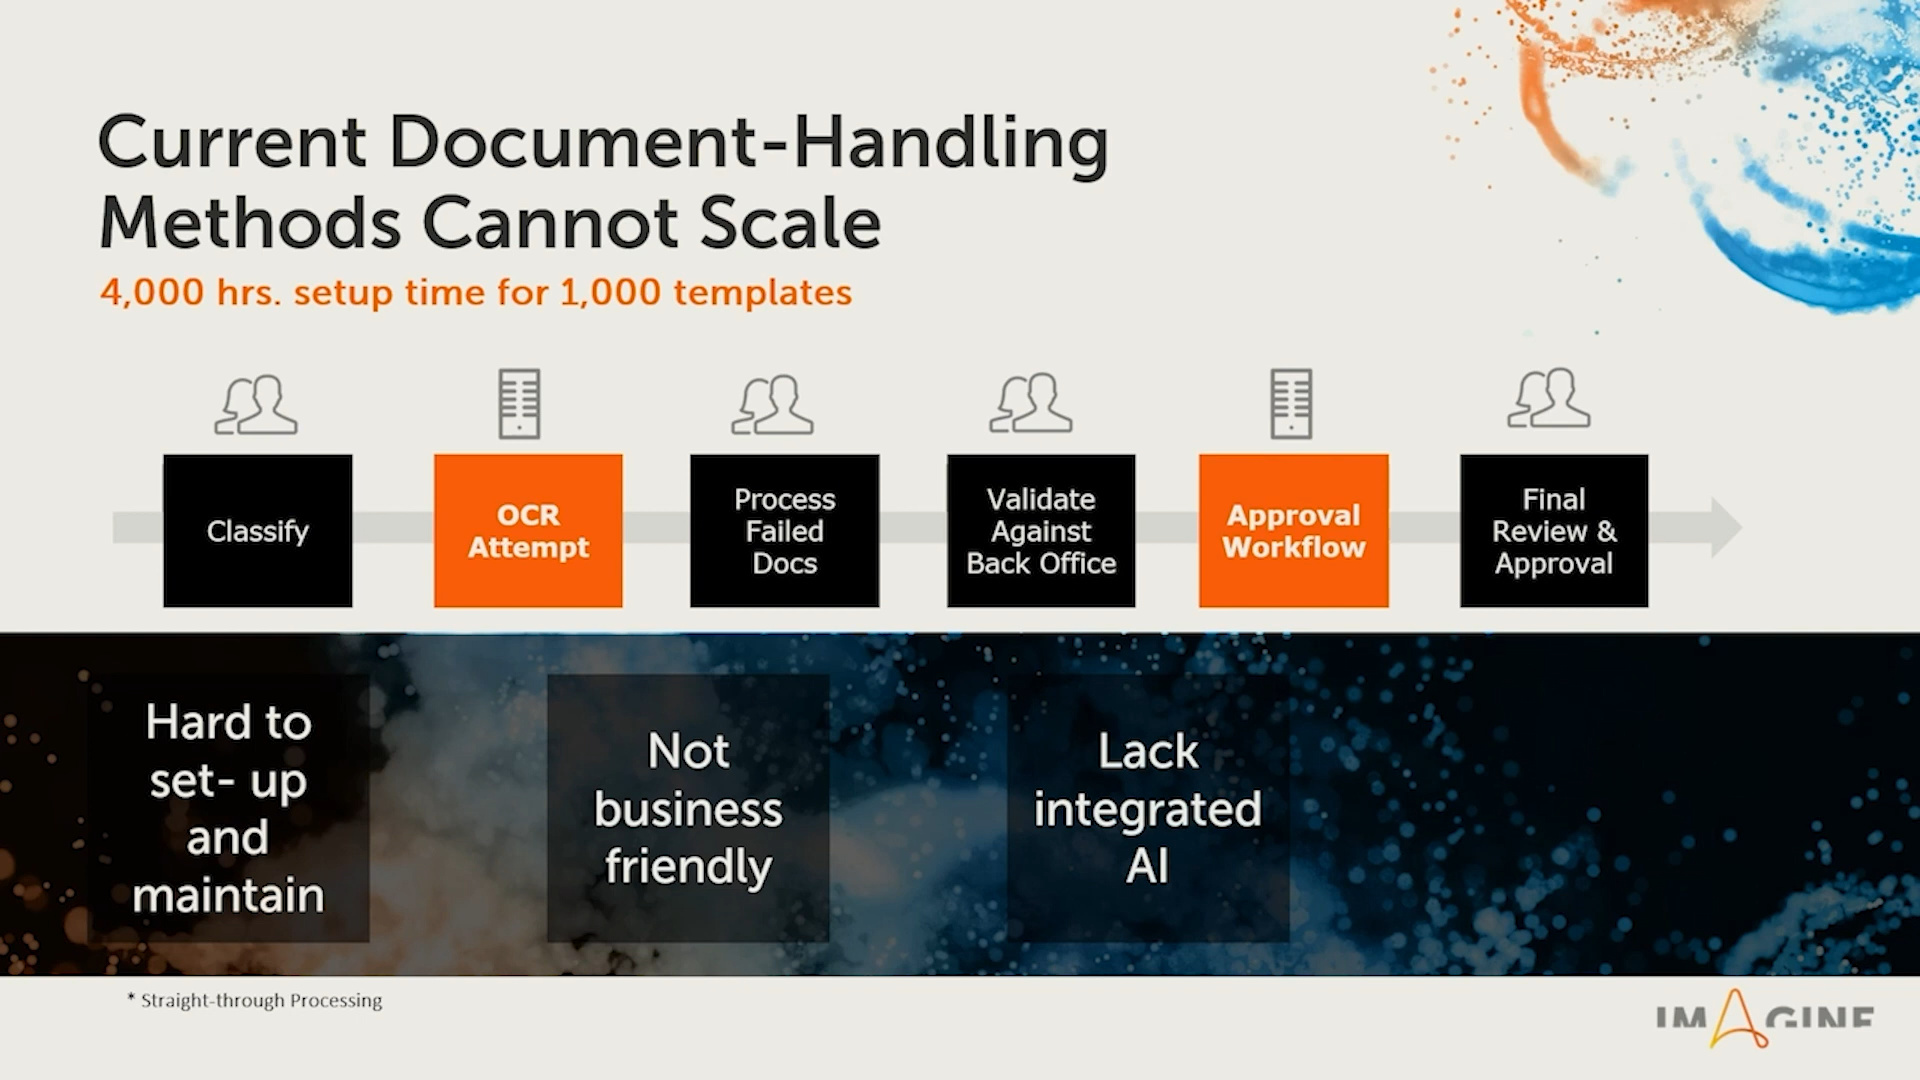 Current Document-Handling
Methods Cannot Scale
4,000 hrs. setup time for 1,000 templates
Classify
OCR
Attempt
Process
Failed
Docs
Validate
Against
Back Office
Approval
Workflow
Final
Review &
Approval
Hard to
set- up
and
maintain
Not
business
friendly
Lack
integrated
AI
* Straight-through Processing
IMAGINE